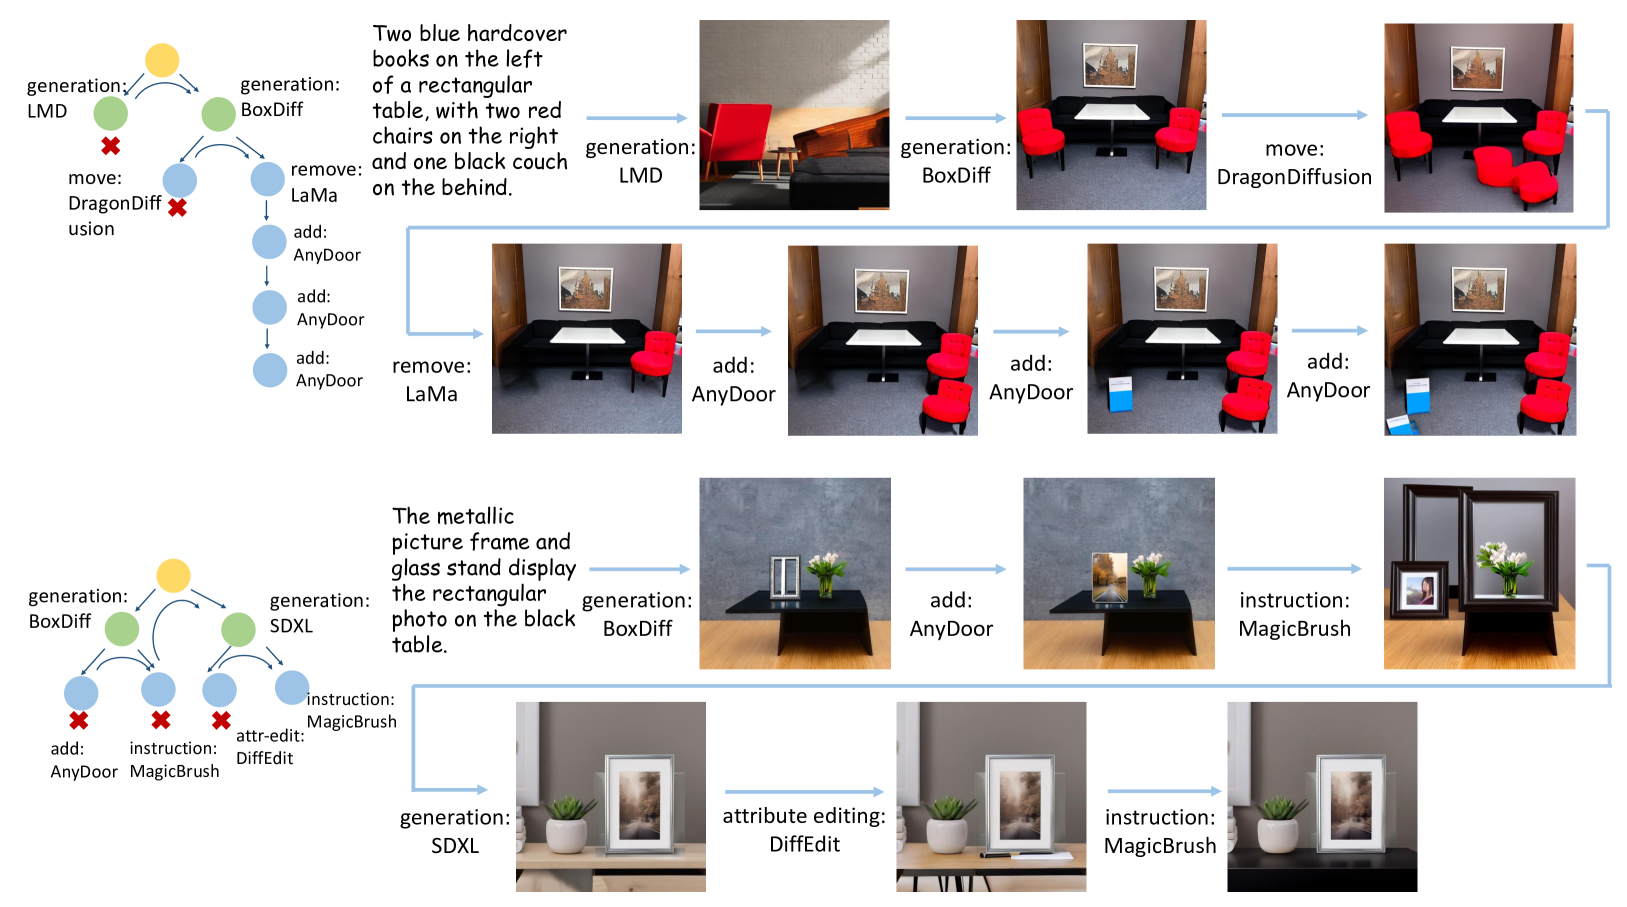 generation:
LMD
generation:
BoxDiff
move:
DragonDiff
usion
remove:
LaMa
add:
AnyDoor
add:
AnyDoor
add:
AnyDoor
Two blue hardcover
books on the left
of a rectangular
table, with two red
chairs on the right
and one black couch
on the behind.
generation:
LMD
generation:
BoxDiff
move:
DragonDiffusion
remove:
LaMa
add:
AnyDoor
add:
AnyDoor
add:
AnyDoor
generation:
BoxDiff
generation:
SDXL
add:
AnyDoor
instruction:
MagicBrush
attr-edit:
DiffEdit
instruction:
MagicBrush
The metallic
picture frame and
glass stand display
the rectangular
photo on the black
table.
generation:
BoxDiff
add:
AnyDoor
instruction:
MagicBrush
generation:
SDXL
attribute editing:
DiffEdit
instruction:
MagicBrush